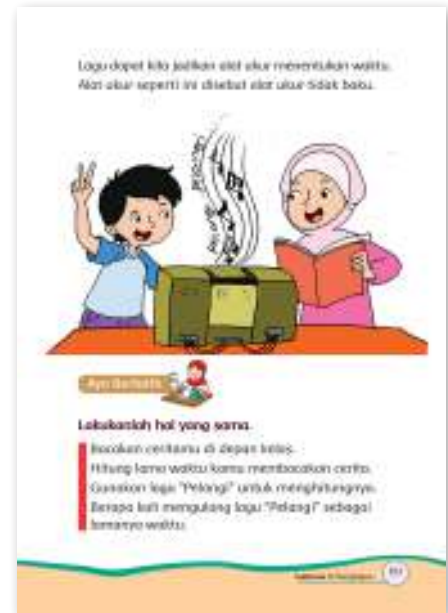 Lagu dapat kita jadikan alat ukur menentukan waktu.
Alat ukur seperti ini disebut alat ukur tidak baku.
Ayo Berlatih
Lakukanlah hal yang sama.
Bacakan ceritamu di depan kelas.
Hitung lama waktu kamu membacakan cerita.
Gunakan lagu "Pelangi" untuk menghitungnya.
Berapa kali mengulang lagu "Pelangi" sebagai
lamanya waktu.